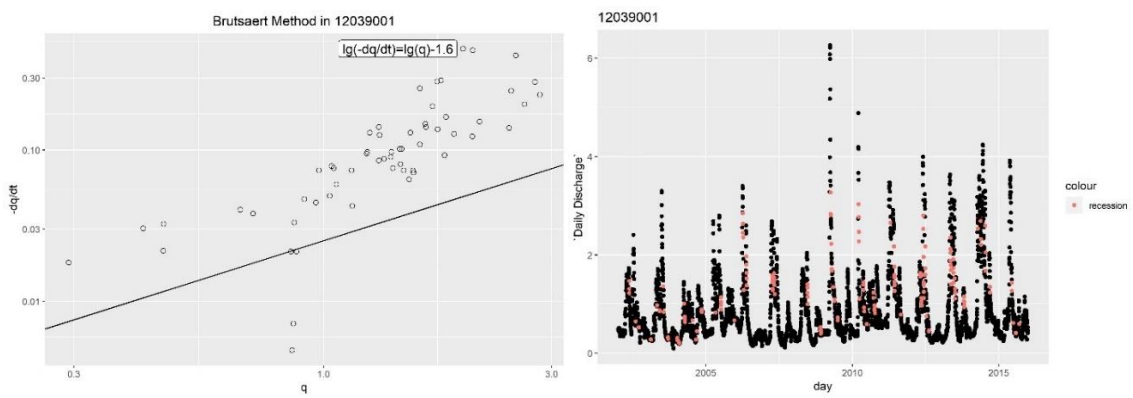 Brutsaert Method in 12039001
lg(-dq/dt)=lg(q)-1.6
-dq/dt
0.30
0.10
0.03
0.01
0.3
1.0
3.0
q
12039001
`Daily Discharge`
6
4
2
0
2005
2010
2015
day
colour
recession